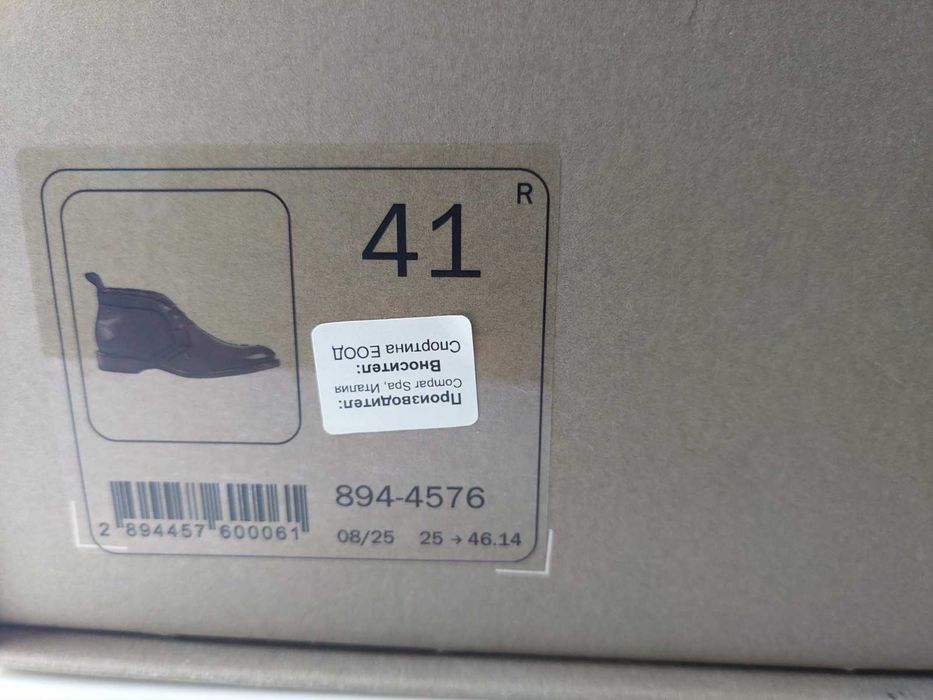 R
41
Производител:
Compar Spa, Италия
Вносител:
Спортина ЕООД
894-4576
2 894457 600061
08/25 25 → 46.14